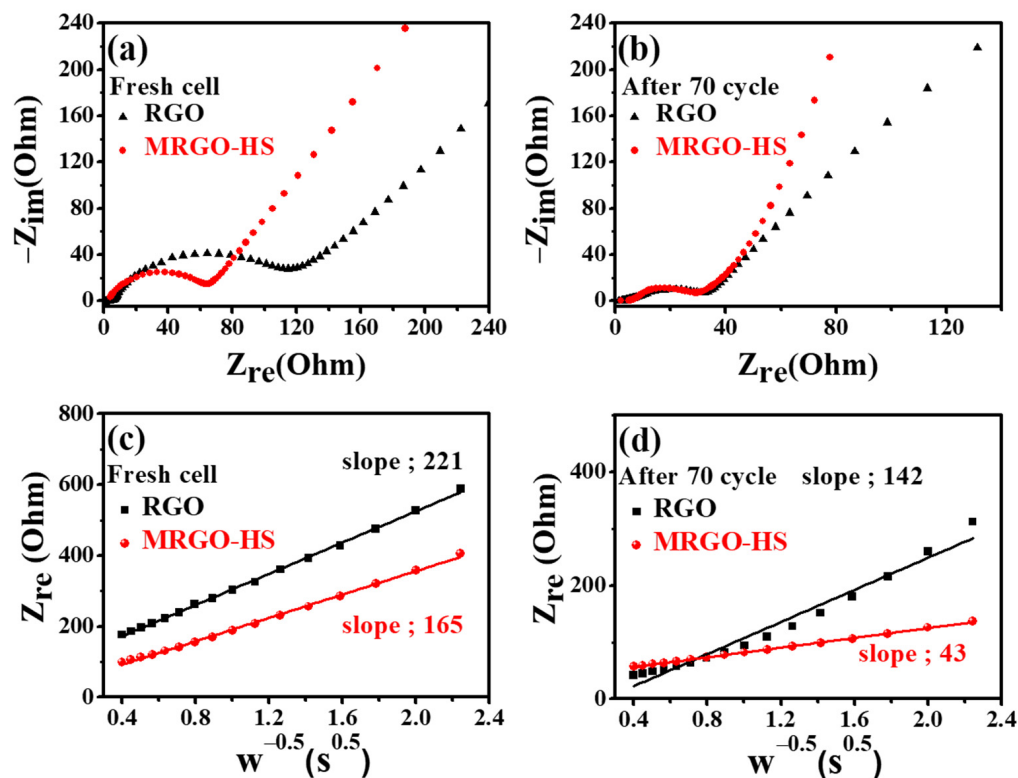 (a)
Fresh cell
RGO
MRGO-HS
–Zim(Ohm)
240
200
160
120
80
40
0
0 40 80 120 160 200 240
Zre(Ohm)
(b)
After 70 cycle
RGO
MRGO-HS
–Zim(Ohm)
240
200
160
120
80
40
0
0 40 80 120
Zre(Ohm)
(c)
Fresh cell
RGO
MRGO-HS
slope ; 221
slope ; 165
Zre (Ohm)
800
600
400
200
0
0.4 0.8 1.2 1.6 2.0 2.4
w–0.5(s0.5)
(d)
After 70 cycle slope ; 142
RGO
MRGO-HS
slope ; 43
Zre (Ohm)
400
200
0
0.4 0.8 1.2 1.6 2.0 2.4
w–0.5(s0.5)